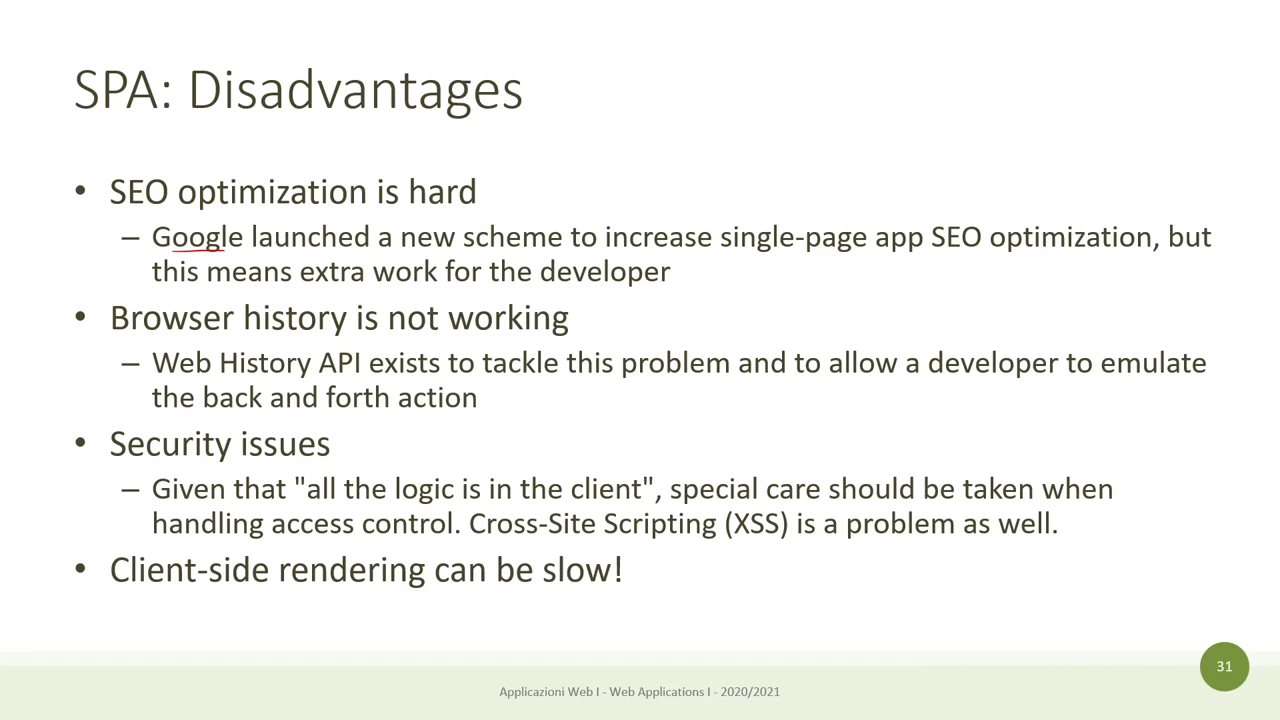 SPA: Disadvantages
• SEO optimization is hard
– Google launched a new scheme to increase single-page app SEO optimization, but
this means extra work for the developer
• Browser history is not working
– Web History API exists to tackle this problem and to allow a developer to emulate
the back and forth action
• Security issues
– Given that "all the logic is in the client", special care should be taken when
handling access control. Cross-Site Scripting (XSS) is a problem as well.
• Client-side rendering can be slow!
31
Applicazioni Web I - Web Applications I - 2020/2021